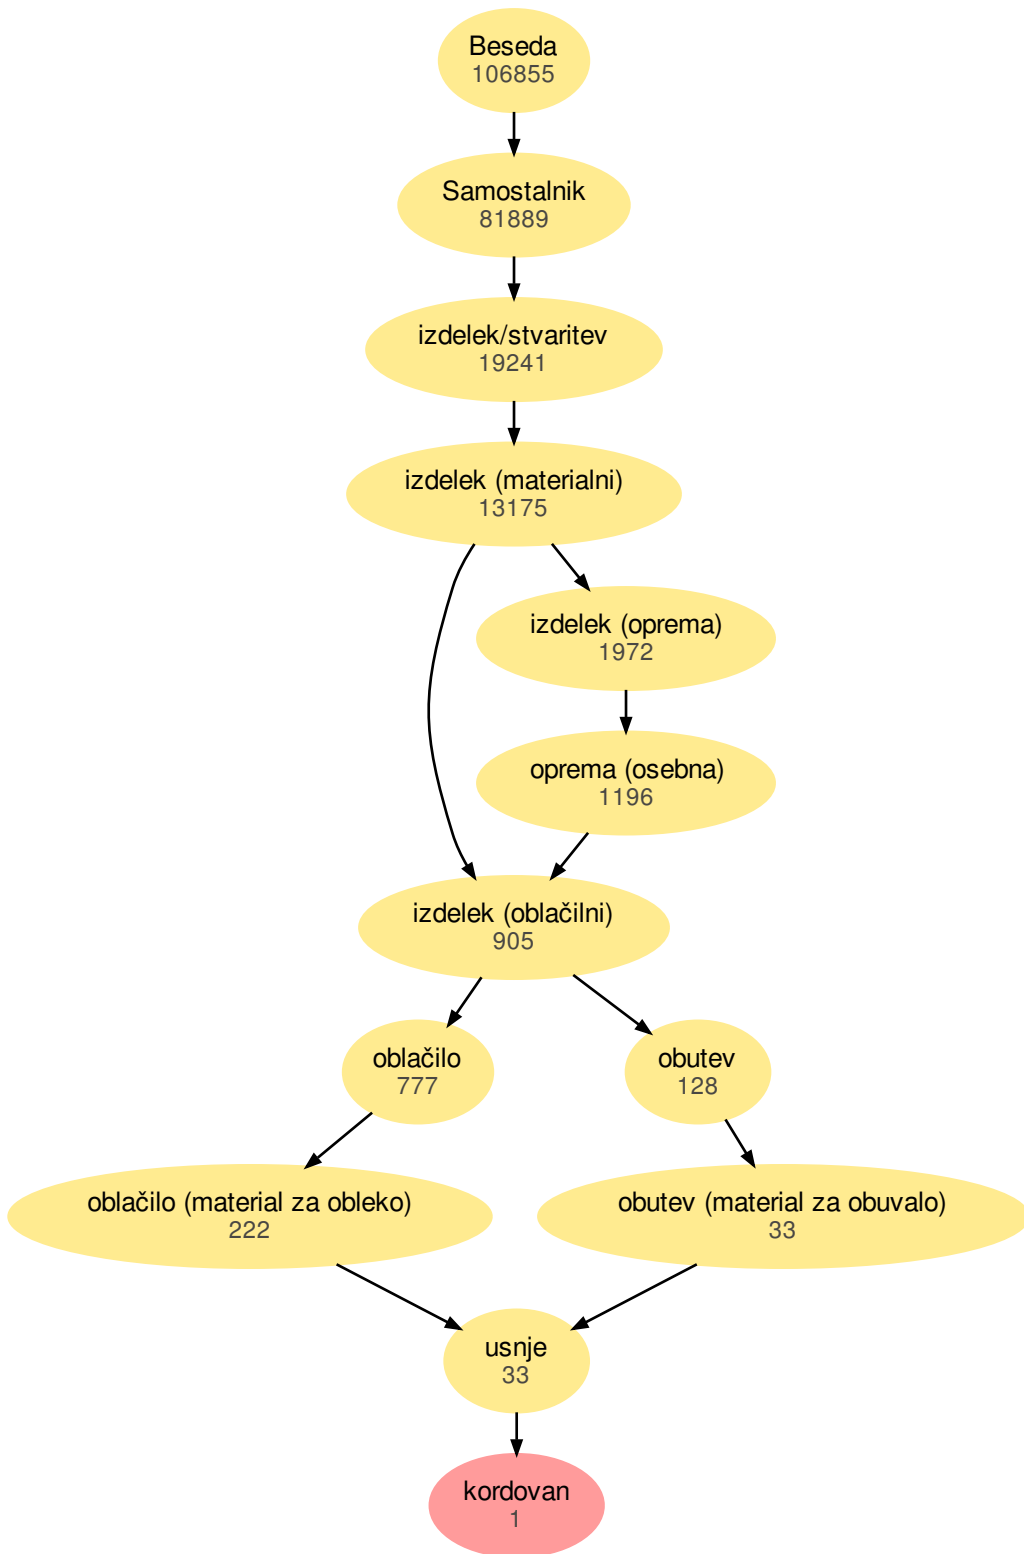 Beseda
106855
Samostalnik
81889
izdelek/stvaritev
19241
izdelek (materialni)
13175
izdelek (oprema)
1972
oprema (osebna)
1196
izdelek (oblačilni)
905
oblačilo
777
obutev
128
oblačilo (material za obleko)
222
obutev (material za obuvalo)
33
usnje
33
kordovan
1